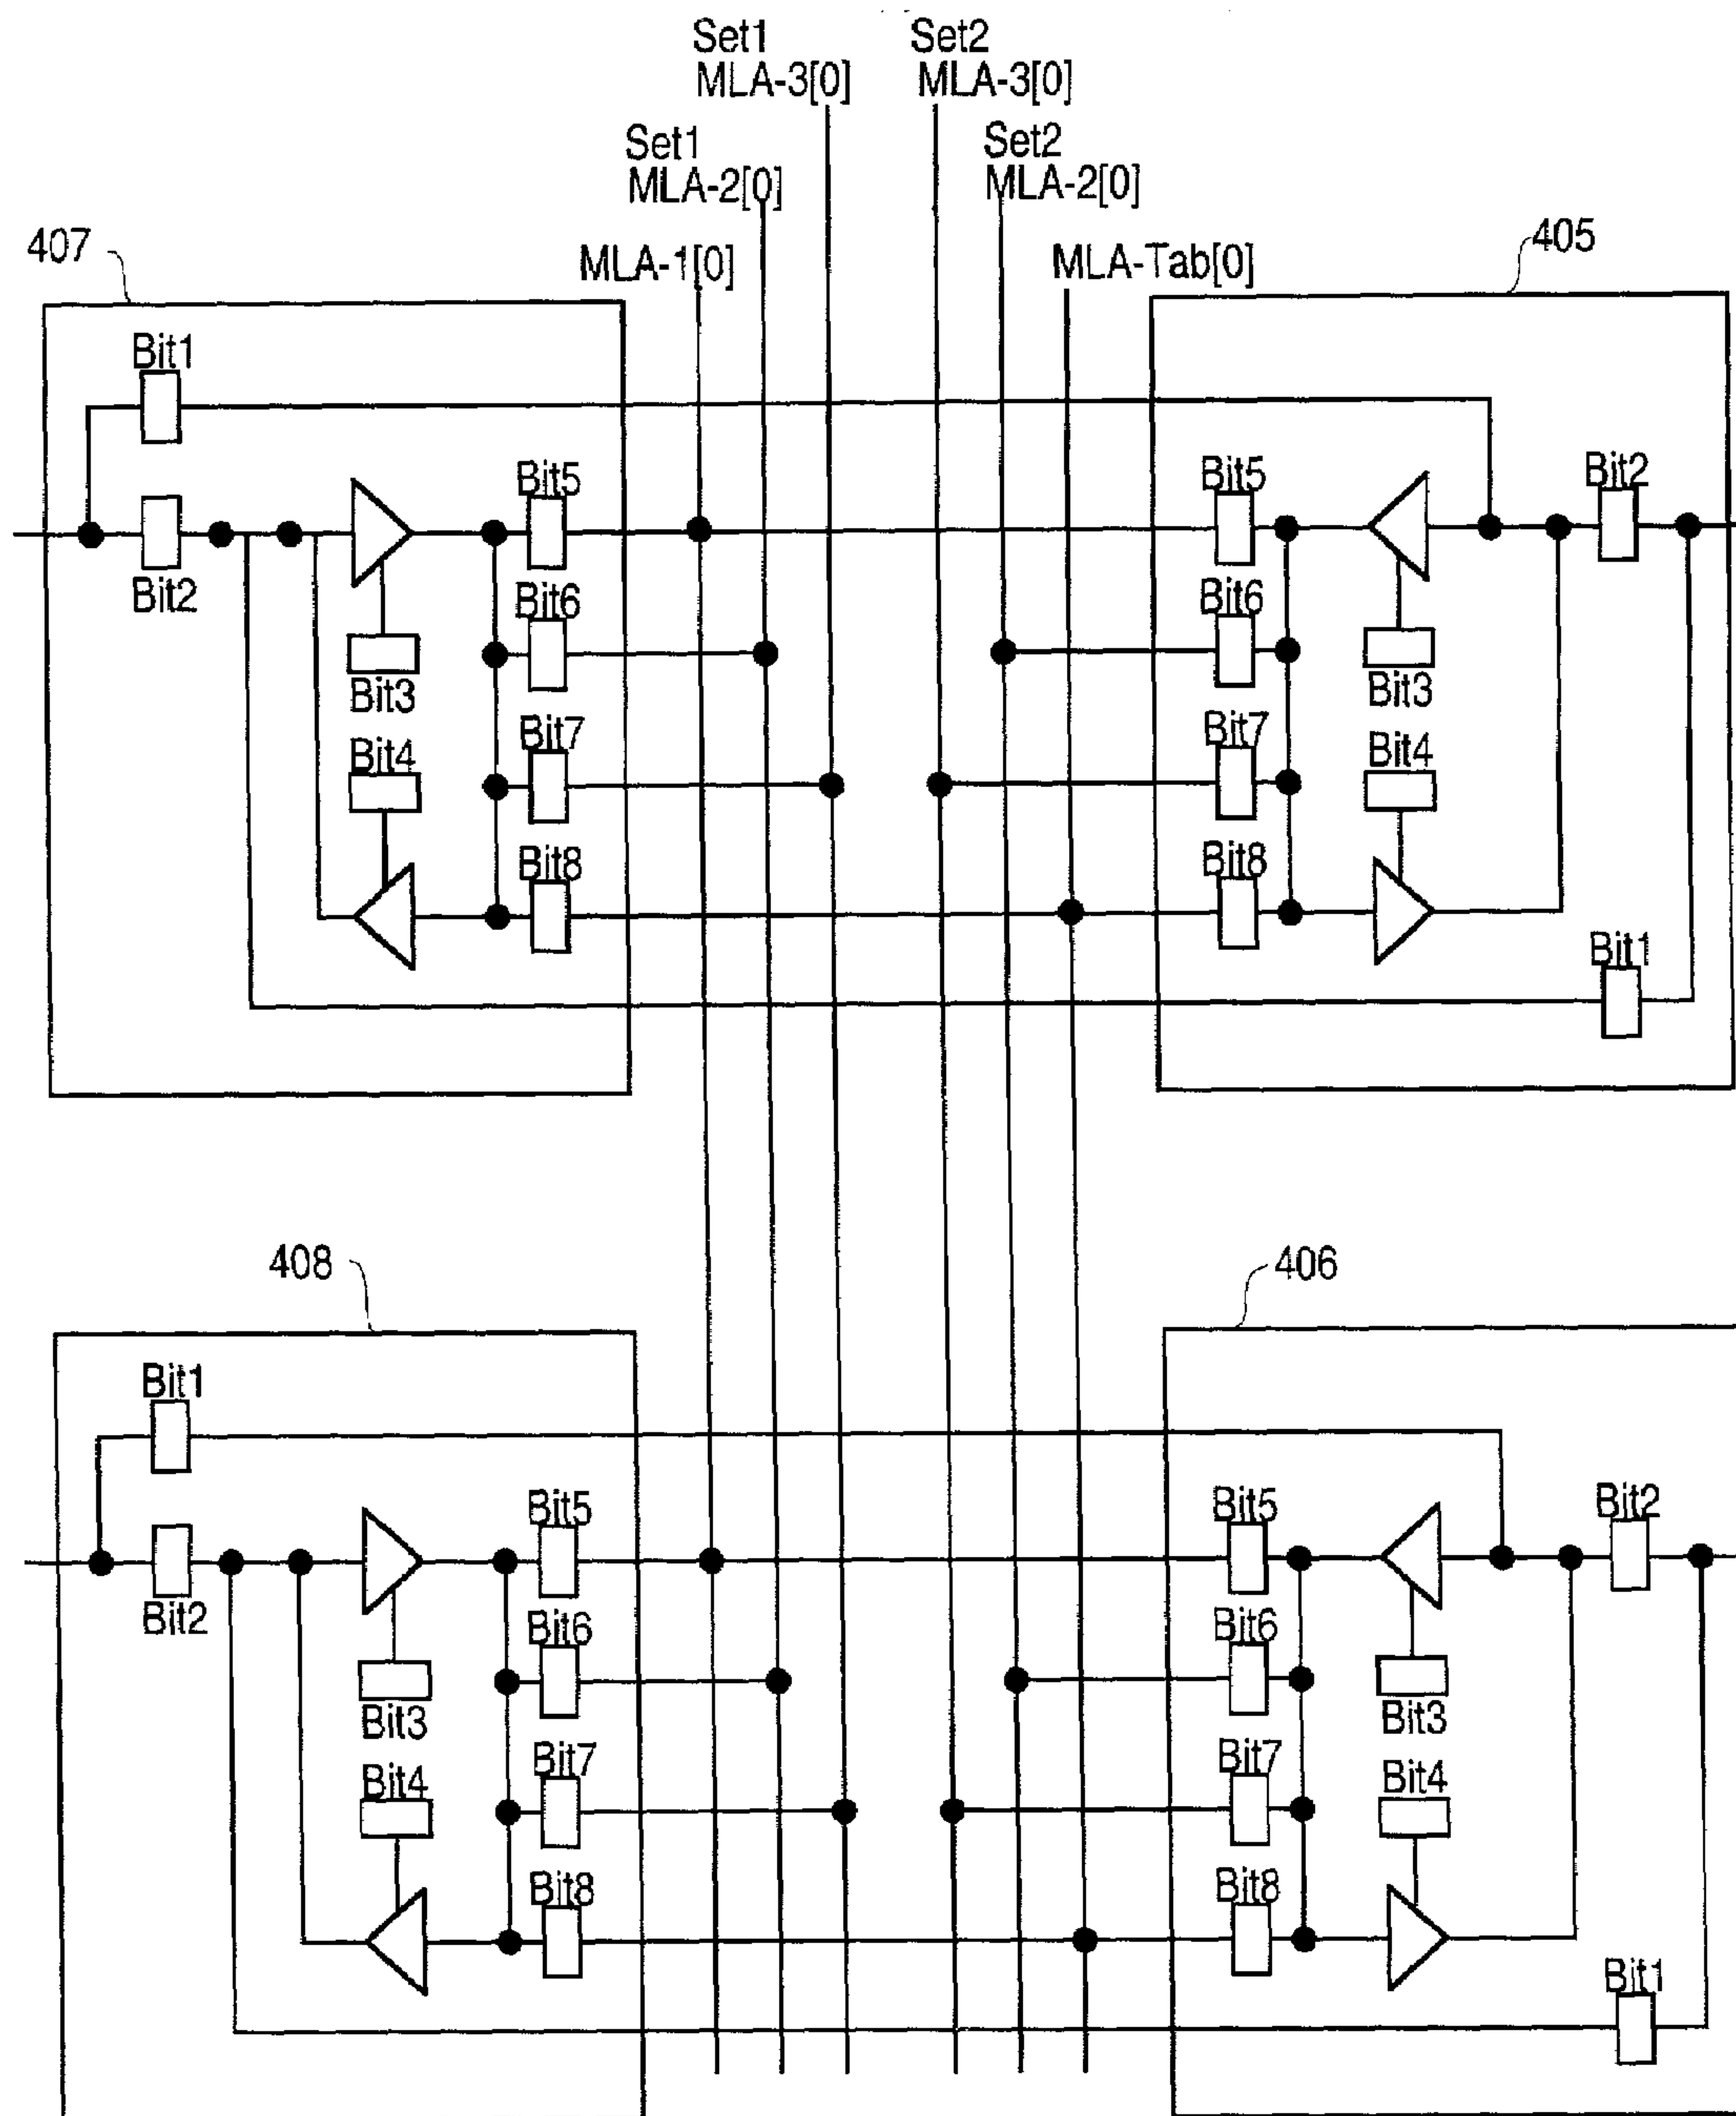 Set1
MLA-3[0]
Set2
MLA-3[0]
Set1
MLA-2[0]
Set2
MLA-2[0]
407
MLA-1[0]
MLA-Tab[0]
405
Bit1
Bit5
Bit5
Bit2
Bit2
Bit6
Bit6
Bit3
Bit3
Bit7
Bit7
Bit4
Bit4
Bit8
Bit8
Bit1
408
406
Bit1
Bit5
Bit5
Bit2
Bit2
Bit6
Bit6
Bit3
Bit3
Bit7
Bit7
Bit4
Bit4
Bit8
Bit8
Bit1